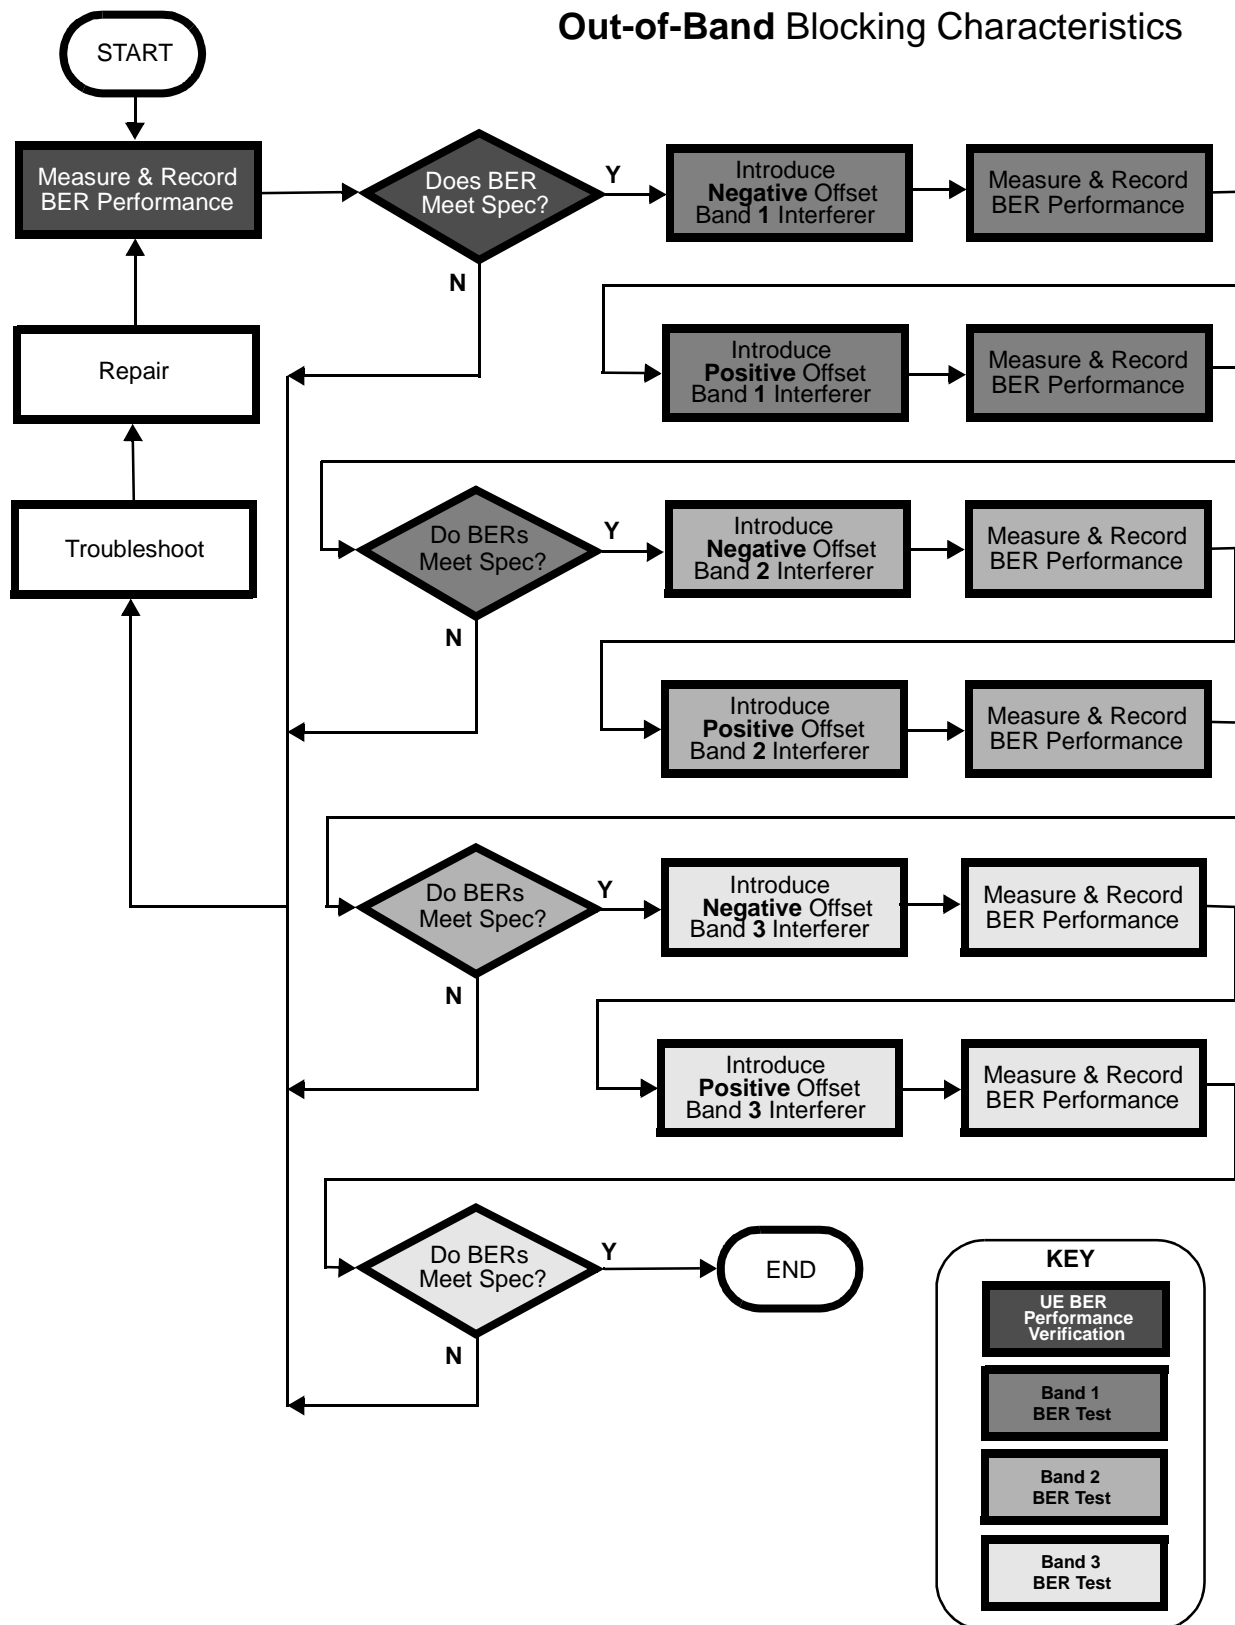 Out-of-Band Blocking Characteristics
START
Measure & Record
BER Performance
Does BER
Meet Spec?
Y
N
Introduce
Negative Offset
Band 1 Interferer
Measure & Record
BER Performance
Repair
Introduce
Positive Offset
Band 1 Interferer
Measure & Record
BER Performance
Troubleshoot
Do BERs
Meet Spec?
Y
N
Introduce
Negative Offset
Band 2 Interferer
Measure & Record
BER Performance
Introduce
Positive Offset
Band 2 Interferer
Measure & Record
BER Performance
Do BERs
Meet Spec?
Y
N
Introduce
Negative Offset
Band 3 Interferer
Measure & Record
BER Performance
Introduce
Positive Offset
Band 3 Interferer
Measure & Record
BER Performance
Do BERs
Meet Spec?
Y
N
END
KEY
UE BER
Performance
Verification
Band 1
BER Test
Band 2
BER Test
Band 3
BER Test